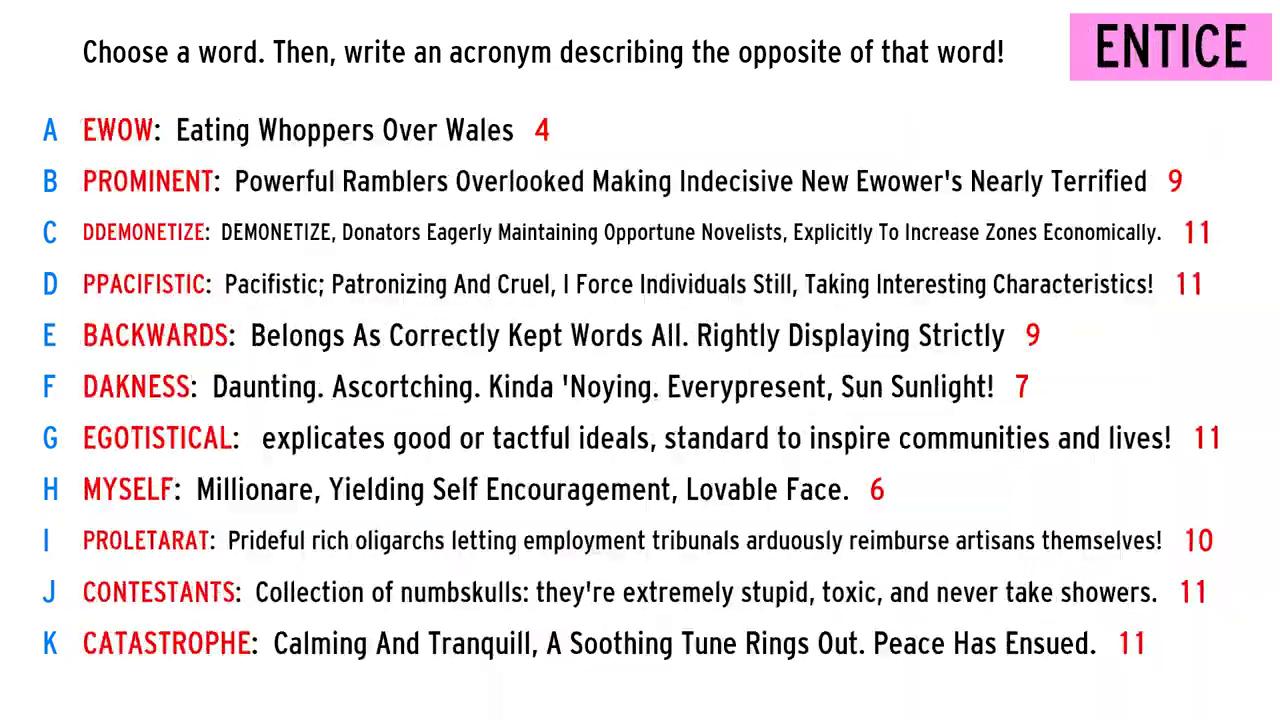 Choose a word. Then, write an acronym describing the opposite of that word!
ENTICE
A EWOW: Eating Whoppers Over Wales 4
B PROMINENT: Powerful Ramblers Overlooked Making Indecisive New Ewower's Nearly Terrified 9
C DDEMONETIZE: DEMONETIZE, Donators Eagerly Maintaining Opportune Novelists, Explicitly To Increase Zones Economically. 11
D PPACIFISTIC: Pacifistic; Patronizing And Cruel, I Force Individuals Still, Taking Interesting Characteristics! 11
E BACKWARDS: Belongs As Correctly Kept Words All. Rightly Displaying Strictly 9
F DAKNESS: Daunting. Ascortching. Kinda 'Noying. Everypresent, Sun Sunlight! 7
G EGOTISTICAL: explicates good or tactful ideals, standard to inspire communities and lives! 11
H MYSELF: Millionare, Yielding Self Encouragement, Lovable Face. 6
I PROLETARAT: Prideful rich oligarchs letting employment tribunals arduously reimburse artisans themselves! 10
J CONTESTANTS: Collection of numbskulls: they're extremely stupid, toxic, and never take showers. 11
K CATASTROPHE: Calming And Tranquill, A Soothing Tune Rings Out. Peace Has Ensued. 11